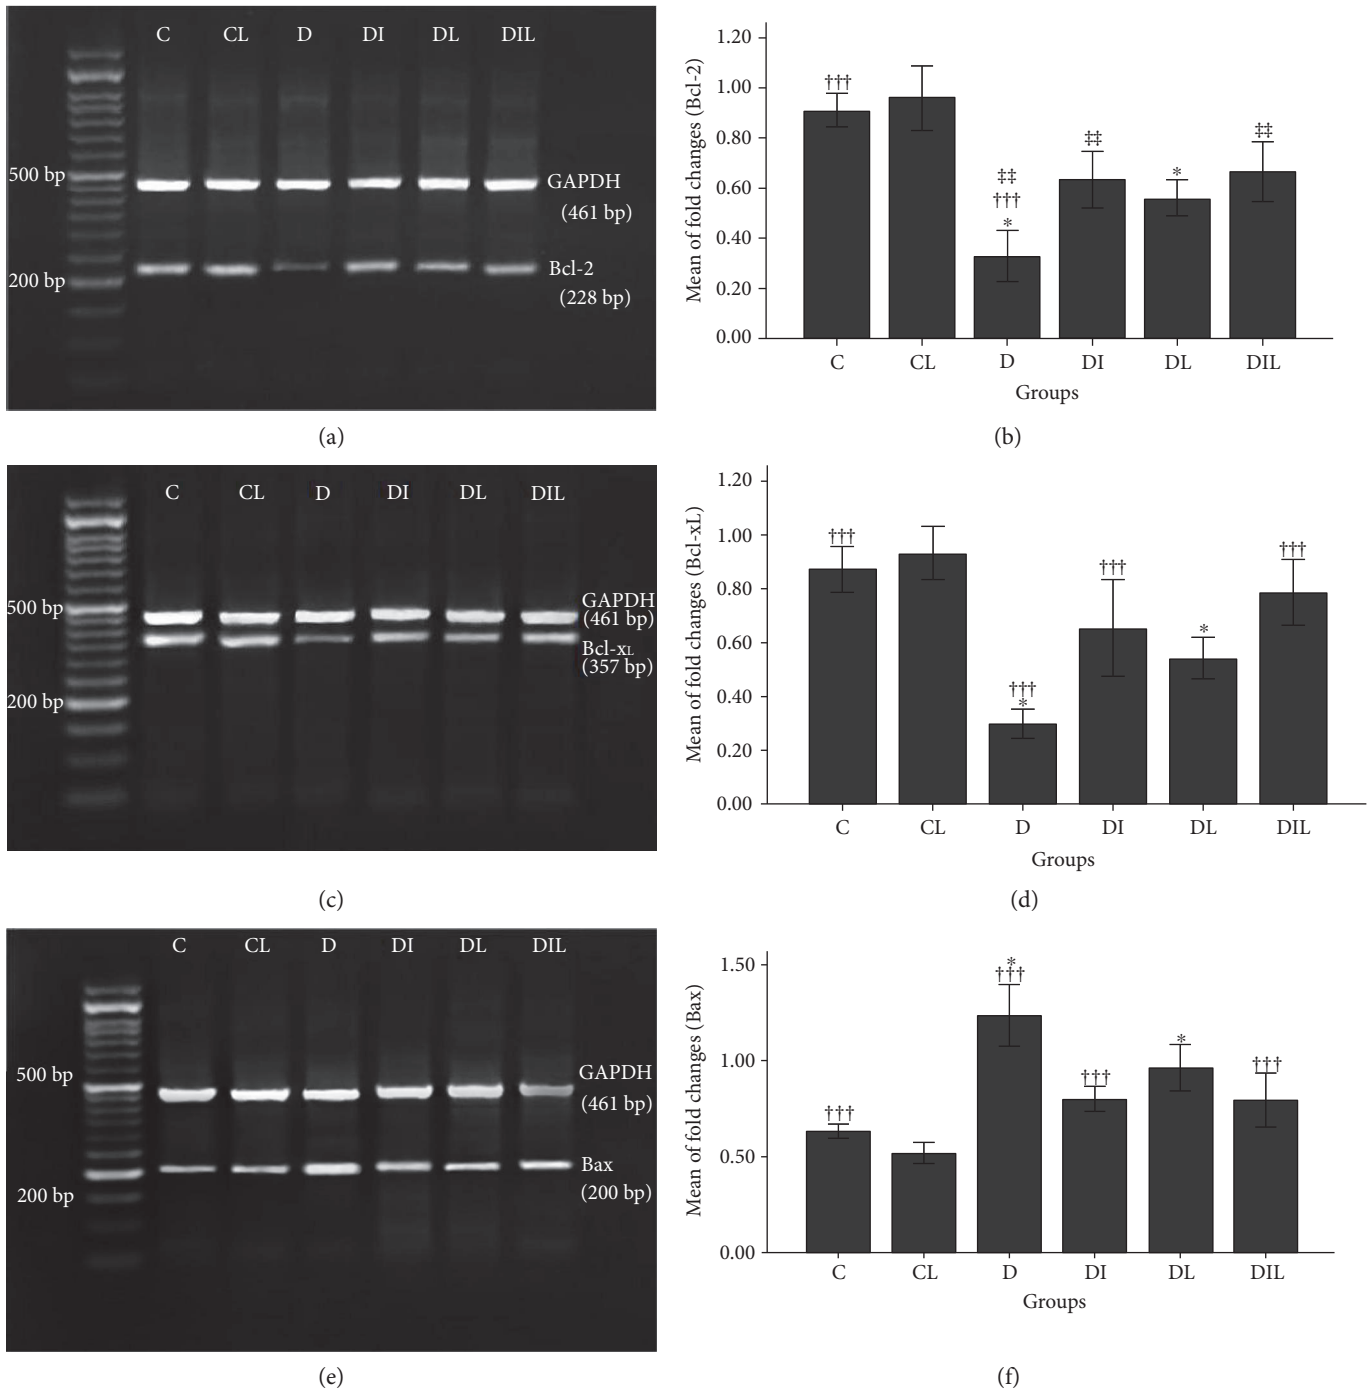 C CL D DI DL DIL
500 bp
GAPDH
(461 bp)
Bcl-2
200 bp
(228 bp)
(a)
Mean of fold changes (Bcl-2)
1.20
1.00
0.80
0.60
0.40
0.20
0.00
†††
‡‡
†††
*
‡‡
*
‡‡
C CL D DI DL DIL
Groups
(b)
C CL D DI DL DIL
500 bp
GAPDH
(461 bp)
Bcl-xL
(357 bp)
200 bp
(c)
Mean of fold changes (Bcl-xL)
1.20
1.00
0.80
0.60
0.40
0.20
0.00
†††
†††
*
†††
*
†††
C CL D DI DL DIL
Groups
(d)
C CL D DI DL DIL
500 bp
GAPDH
(461 bp)
Bax
(200 bp)
200 bp
(e)
Mean of fold changes (Bax)
1.50
1.00
0.50
0.00
†††
*
†††
†††
*
†††
C CL D DI DL DIL
Groups
(f)